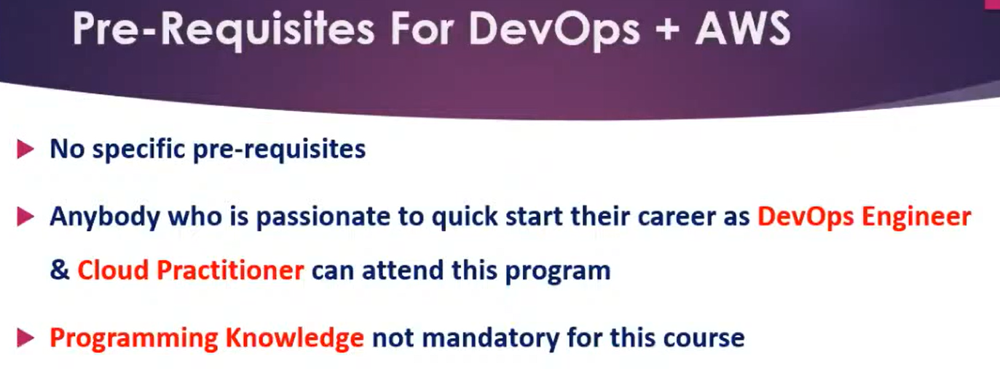 Pre-Requisites For DevOps + AWS
No specific pre-requisites
Anybody who is passionate to quick start their career as DevOps Engineer
& Cloud Practitioner can attend this program
Programming Knowledge not mandatory for this course